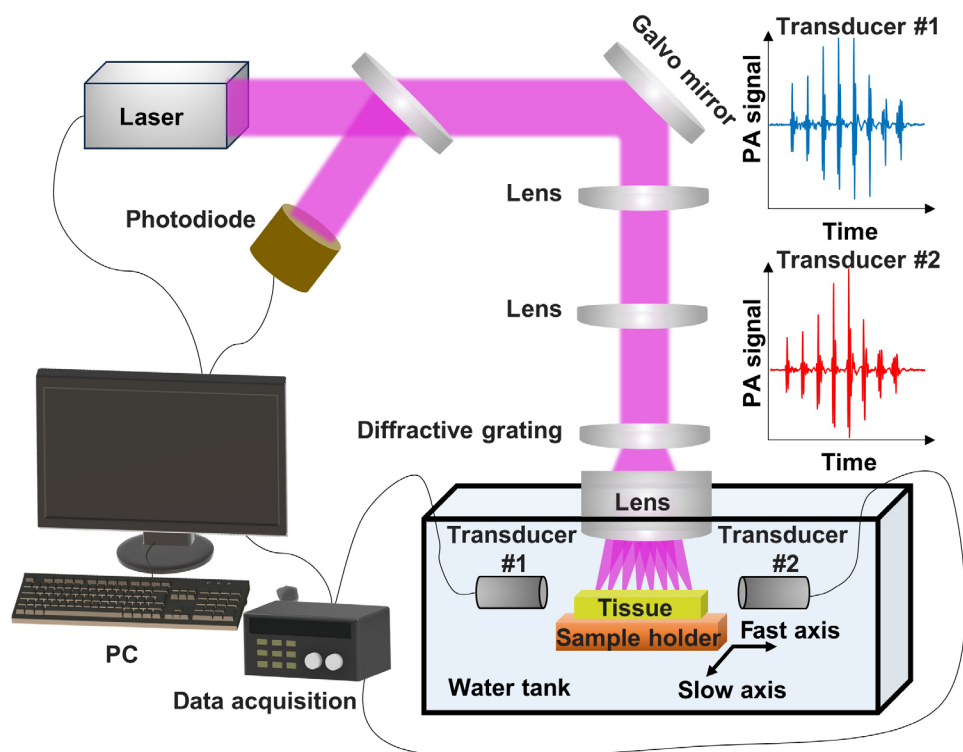 Laser
Galvo mirror
Transducer #1
PA signal
Time
Photodiode
Lens
Lens
Transducer #2
PA signal
Time
Diffractive grating
Lens
Transducer
#1
Transducer
#2
Tissue
Sample holder
Fast axis
Slow axis
Water tank
PC
Data acquisition